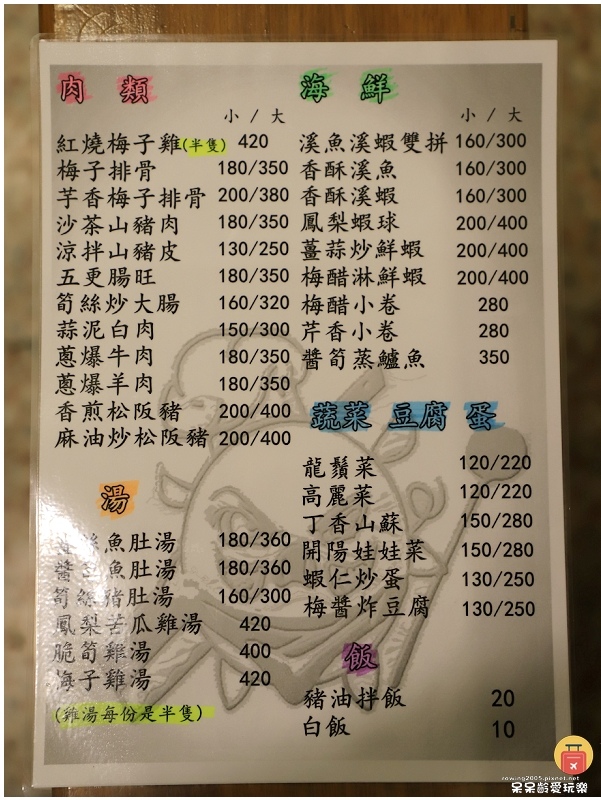 肉類
小 / 大
紅燒梅子雞(半隻) 420
梅子排骨 180/350
芋香梅子排骨 200/380
沙茶山豬肉 180/350
涼拌山豬皮 130/250
五更腸旺 180/350
筍絲炒大腸 160/320
蒜泥白肉 150/300
蔥爆牛肉 180/350
蔥爆羊肉 180/350
香煎松阪豬 200/400
麻油炒松阪豬 200/400
湯
魚肚湯 180/360
魚肚湯 180/360
筍絲豬肚湯 160/300
鳳梨苦瓜雞湯 420
脆筍雞湯 400
梅子雞湯 420
(雞湯每份是半隻)
海鮮
小 / 大
溪魚溪蝦雙拼 160/300
香酥溪魚 160/300
香酥溪蝦 160/300
鳳梨蝦球 200/400
薑蒜炒鮮蝦 200/400
梅醋淋鮮蝦 200/400
梅醋小卷 280
芹香小卷 280
醬筍蒸鱸魚 350
蔬菜 豆腐 蛋
龍鬚菜 120/220
高麗菜 120/220
丁香山蘇 150/280
開陽娃娃菜 150/280
蝦仁炒蛋 130/250
梅醬炸豆腐 130/250
飯
豬油拌飯 20
白飯 10
rowing2005.pixnet.net
呆呆齡愛玩樂